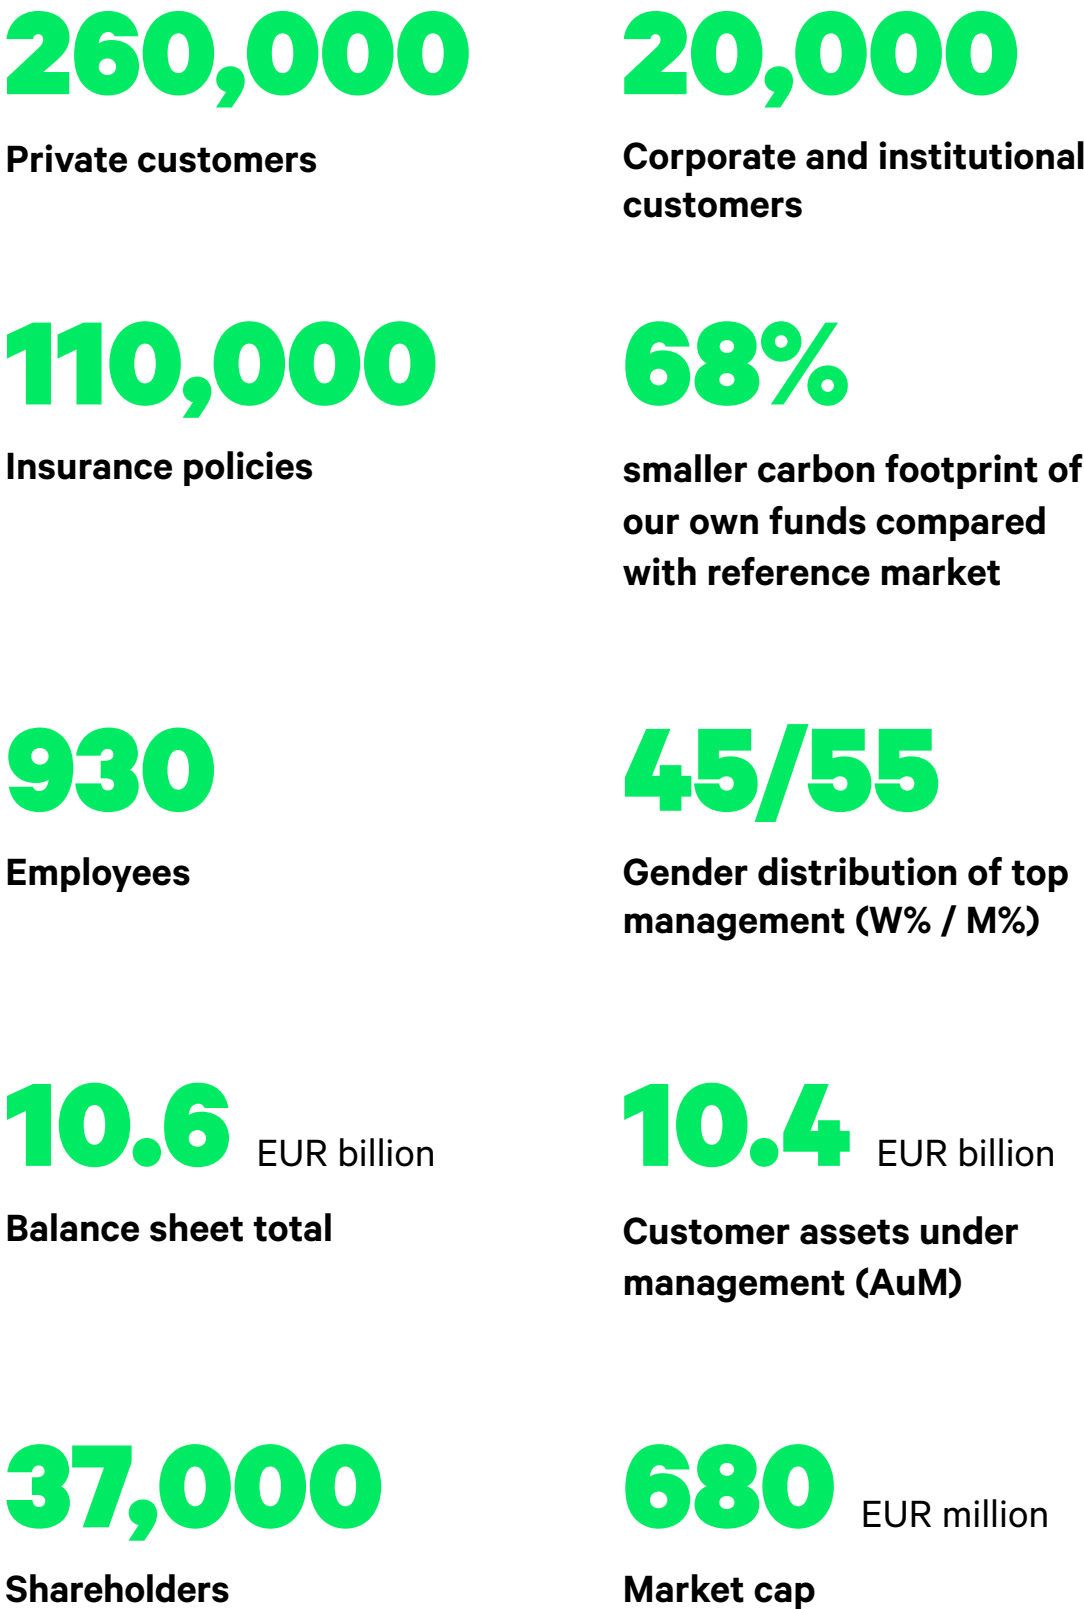 260,000
Private customers
20,000
Corporate and institutional
customers
110,000
Insurance policies
68%
smaller carbon footprint of
our own funds compared
with reference market
930
Employees
45/55
Gender distribution of top
management (W% / M%)
10.6 EUR billion
Balance sheet total
10.4 EUR billion
Customer assets under
management (AuM)
37,000
Shareholders
680 EUR million
Market cap